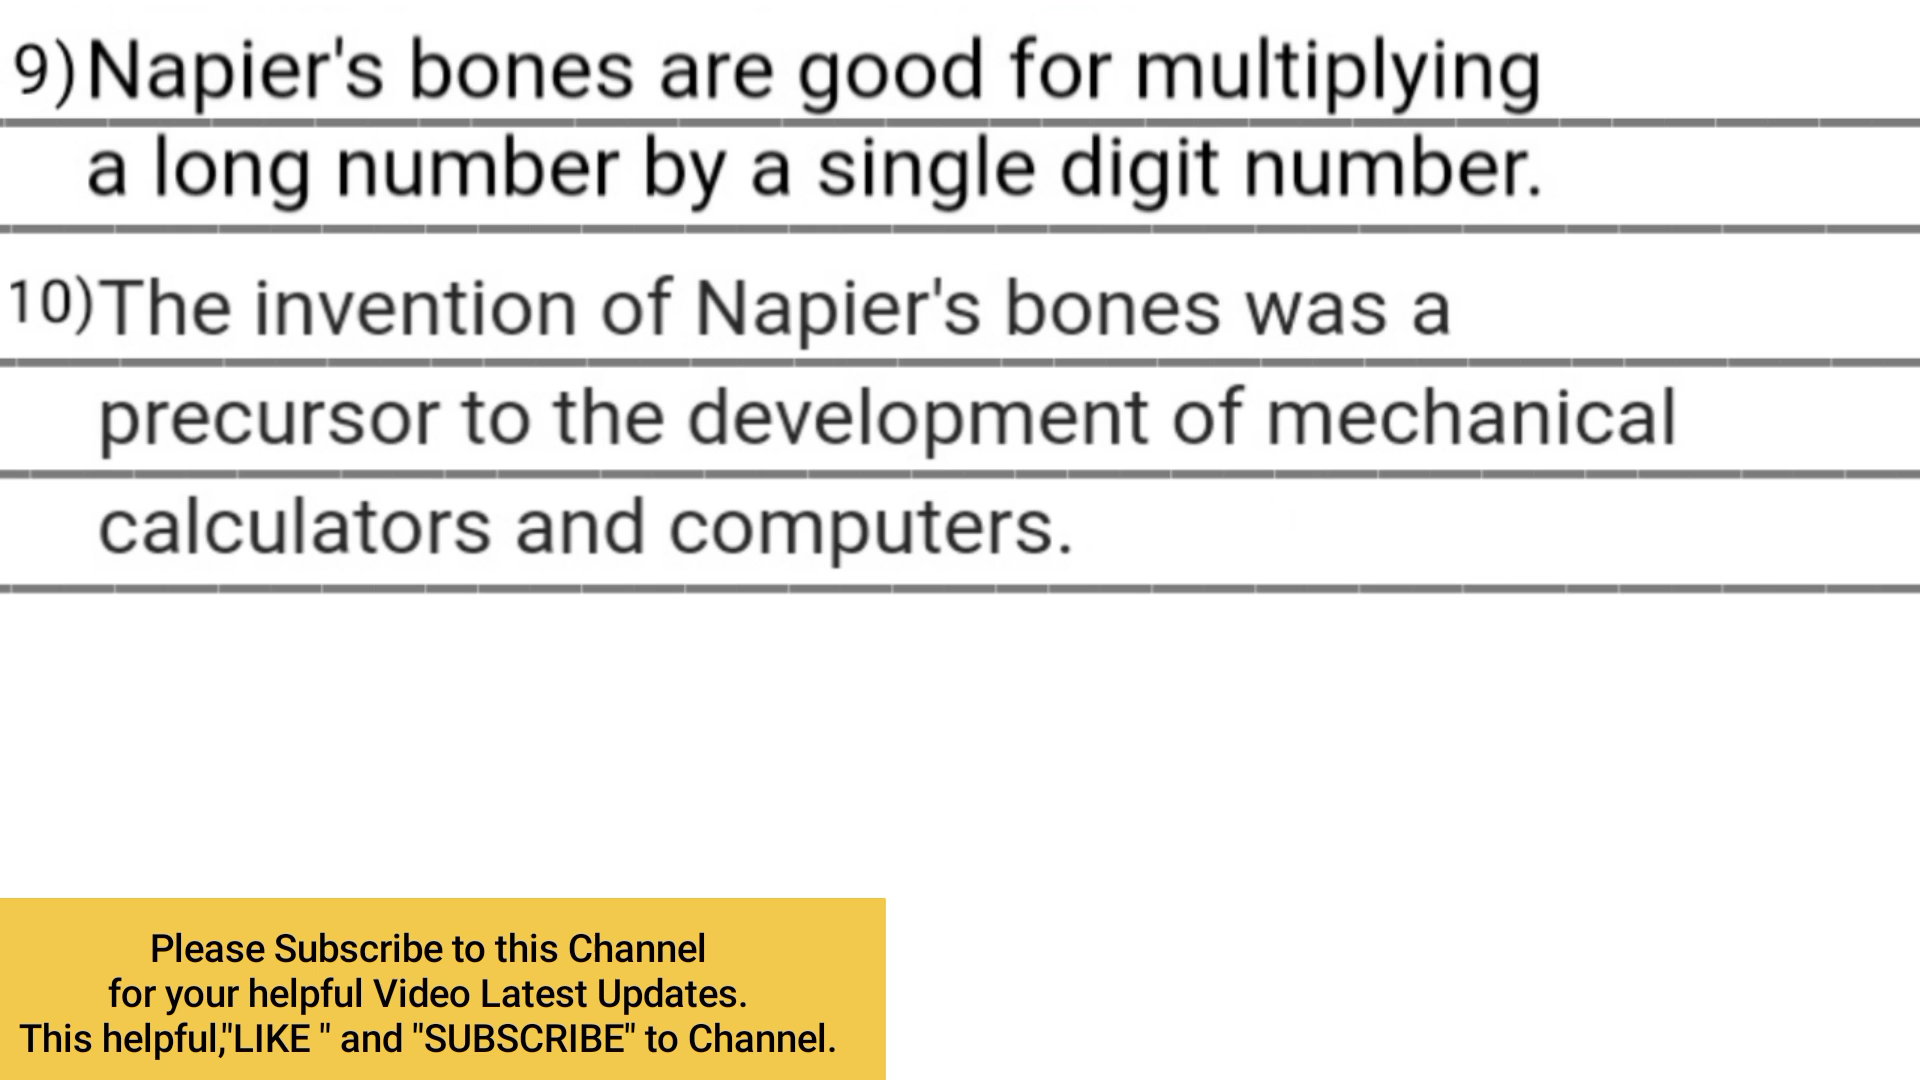 9) Napier's bones are good for multiplying
a long number by a single digit number.
10) The invention of Napier's bones was a
precursor to the development of mechanical
calculators and computers.
Please Subscribe to this Channel
for your helpful Video Latest Updates.
This helpful,"LIKE " and "SUBSCRIBE" to Channel.